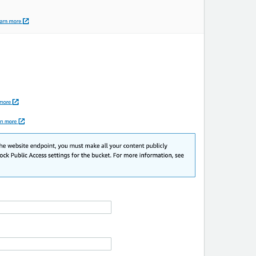 more
more
more
he website endpoint, you must make all your content publicly
ock Public Access settings for the bucket. For more information, see